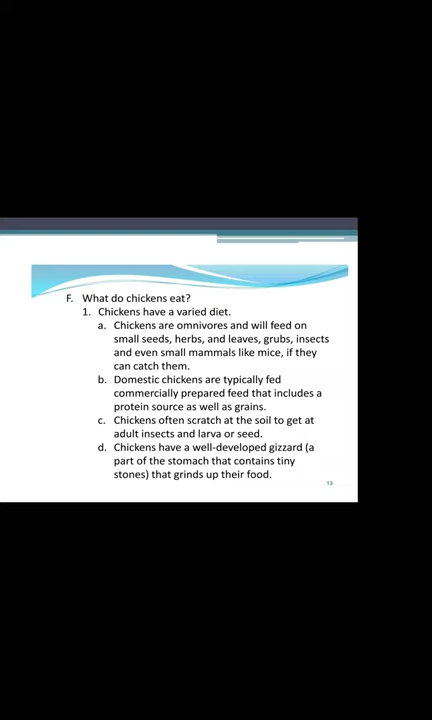 F. What do chickens eat?
1. Chickens have a varied diet.
a. Chickens are omnivores and will feed on
small seeds, herbs, and leaves, grubs, insects
and even small mammals like mice, if they
can catch them.
b. Domestic chickens are typically fed
commercially prepared feed that includes a
protein source as well as grains.
c. Chickens often scratch at the soil to get at
adult insects and larva or seed.
d. Chickens have a well-developed gizzard (a
part of the stomach that contains tiny
stones) that grinds up their food.
13